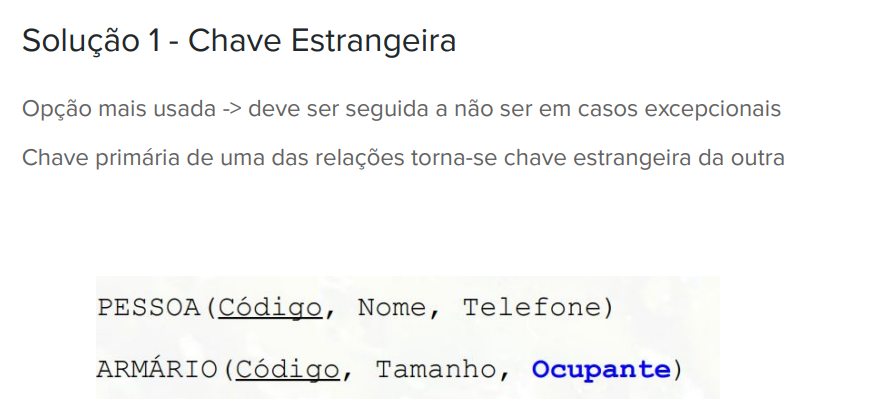 Solução 1 - Chave Estrangeira
Opção mais usada -> deve ser seguida a não ser em casos excepcionais
Chave primária de uma das relações torna-se chave estrangeira da outra
PESSOA(Código, Nome, Telefone)
ARMÁRIO(Código, Tamanho, Ocupante)